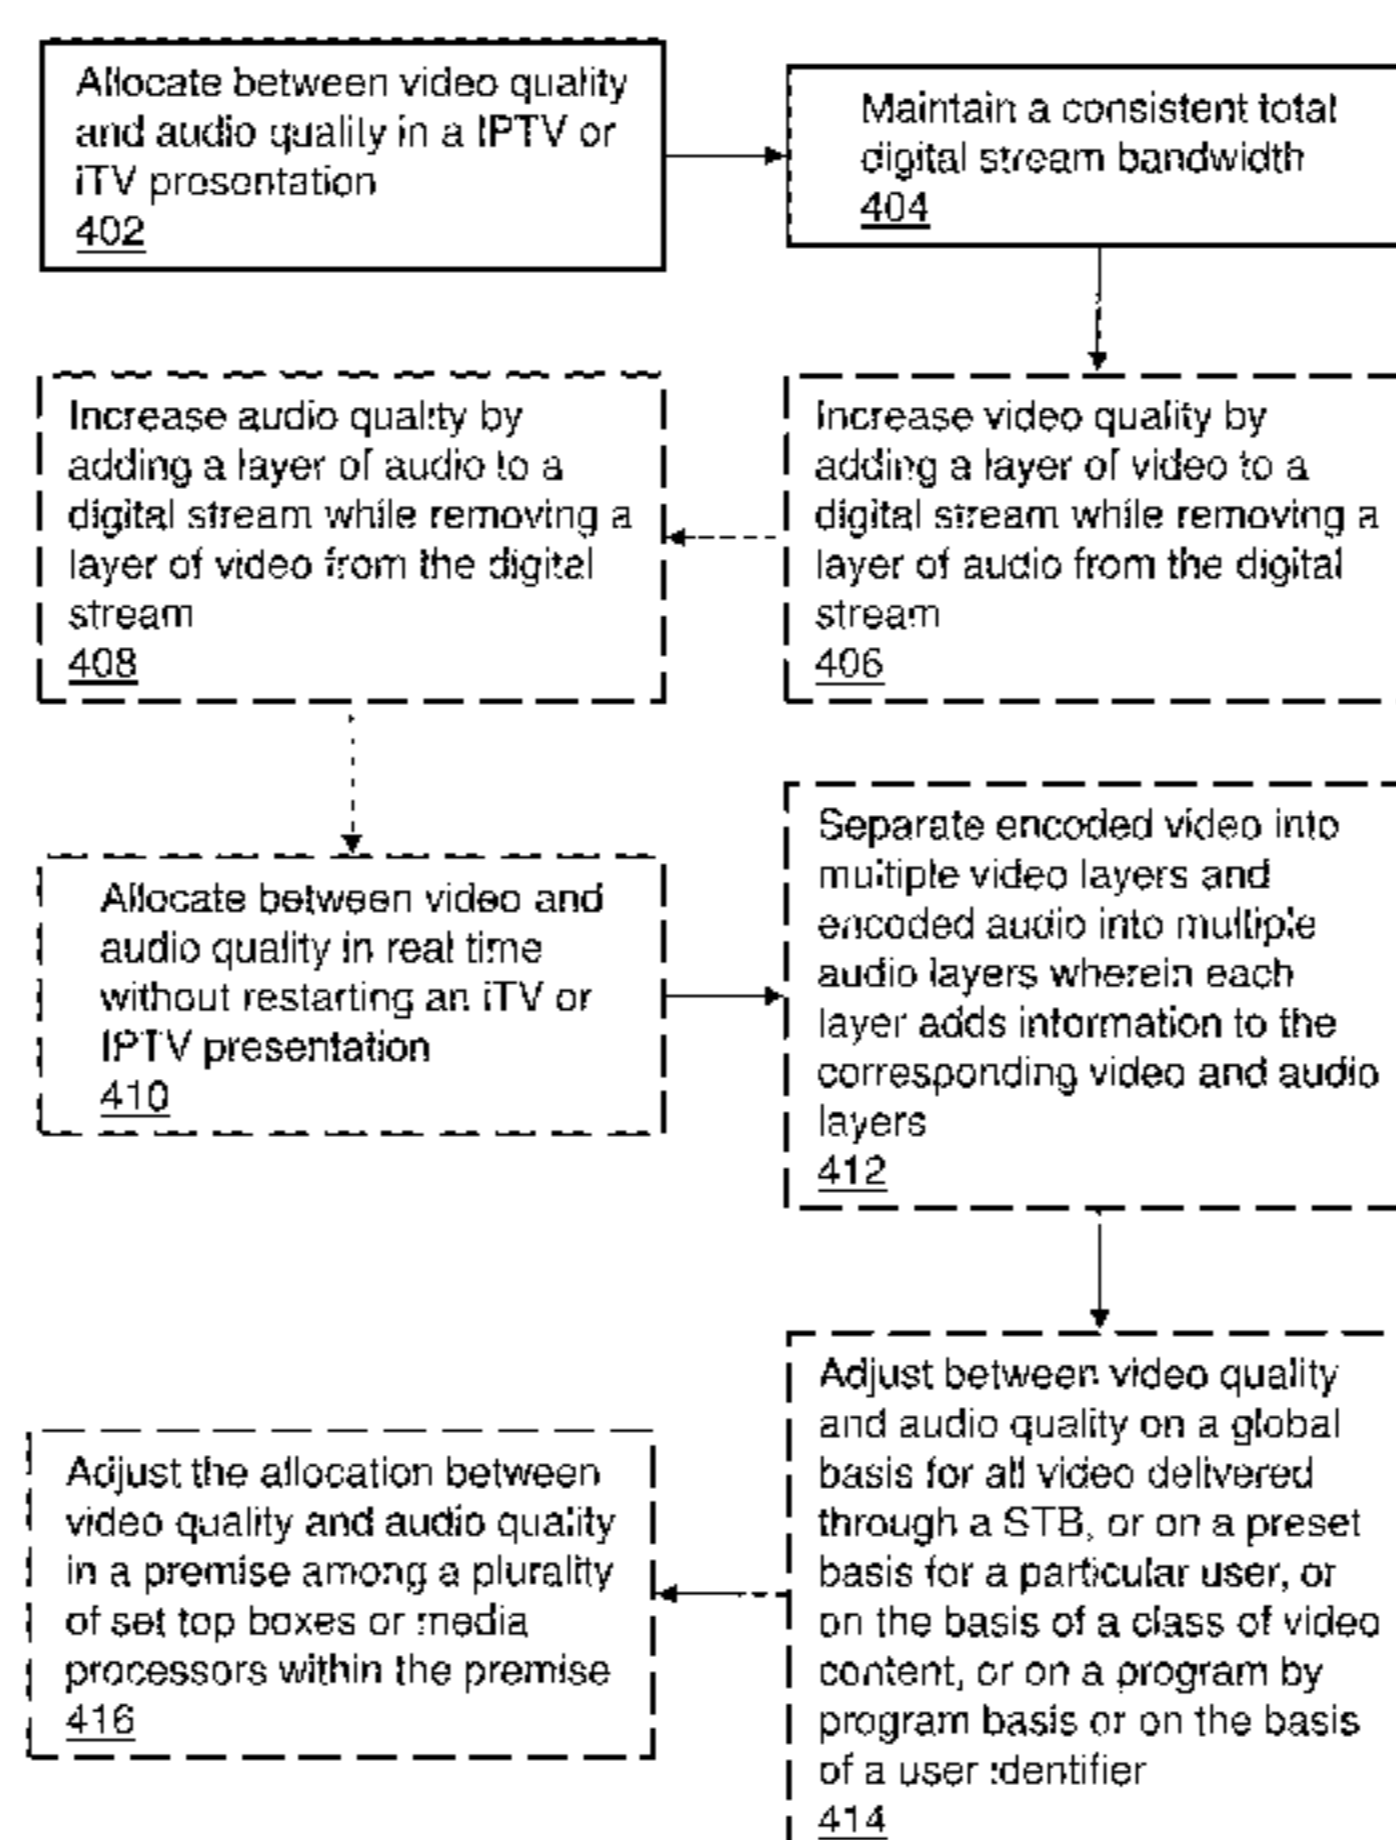 Allocate between video quality
and audio quality in a IPTV or
iTV presentation
402
Maintain a consistent total
digital stream bandwidth
404
Increase video quality by
adding a layer of video to a
digital stream while removing a
layer of audio from the digital
stream
406
Increase audio quality by
adding a layer of audio to a
digital stream while removing a
layer of video from the digital
stream
408
Allocate between video and
audio quality in real time
without restarting an iTV or
IPTV presentation
410
Separate encoded video into
multiple video layers and
encoded audio into multiple
audio layers wherein each
layer adds information to the
corresponding video and audio
layers
412
Adjust between video quality
and audio quality on a global
basis for all video delivered
through a STB, or on a preset
basis for a particular user, or
on the basis of a class of video
content, or on a program by
program basis or on the basis
of a user identifier
414
Adjust the allocation between
video quality and audio quality
in a premise among a plurality
of set top boxes or media
processors within the premise
416